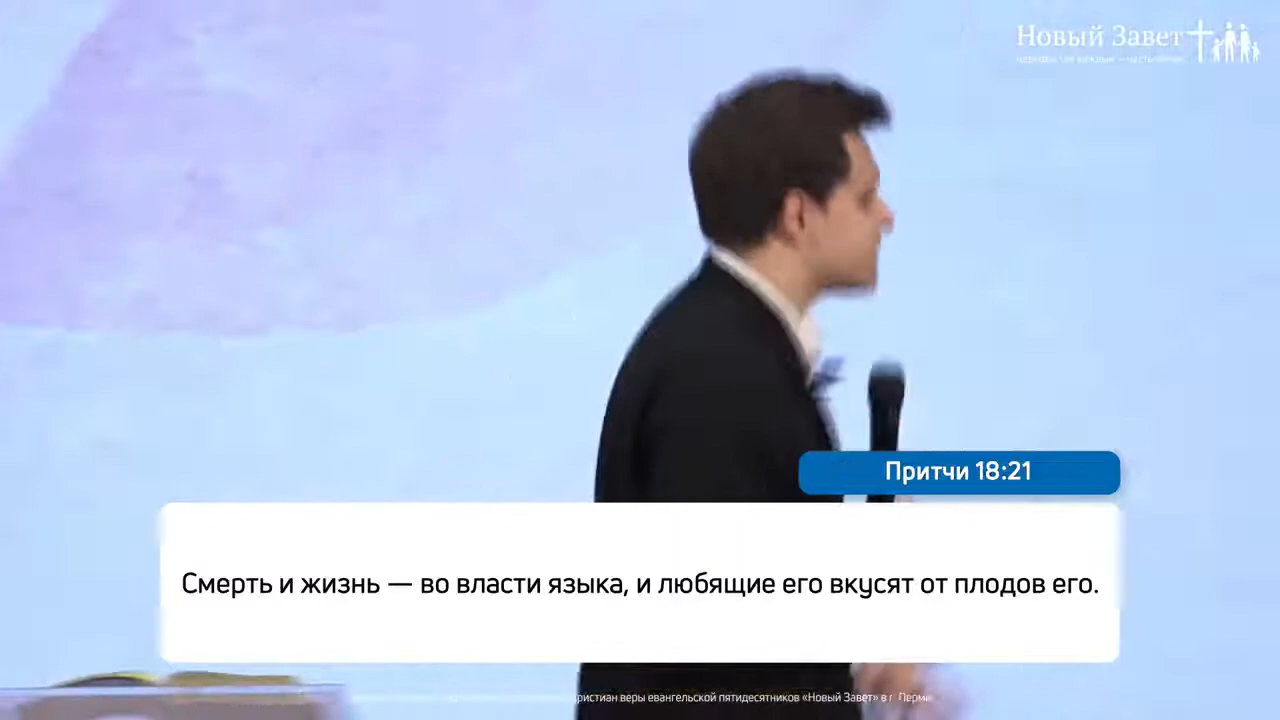 Новый Завет
Притчи 18:21
Смерть и жизнь — во власти языка, и любящие его вкусят от плодов его.
христиан веры евангельской пятидесятников «Новый Завет» в г. Перми